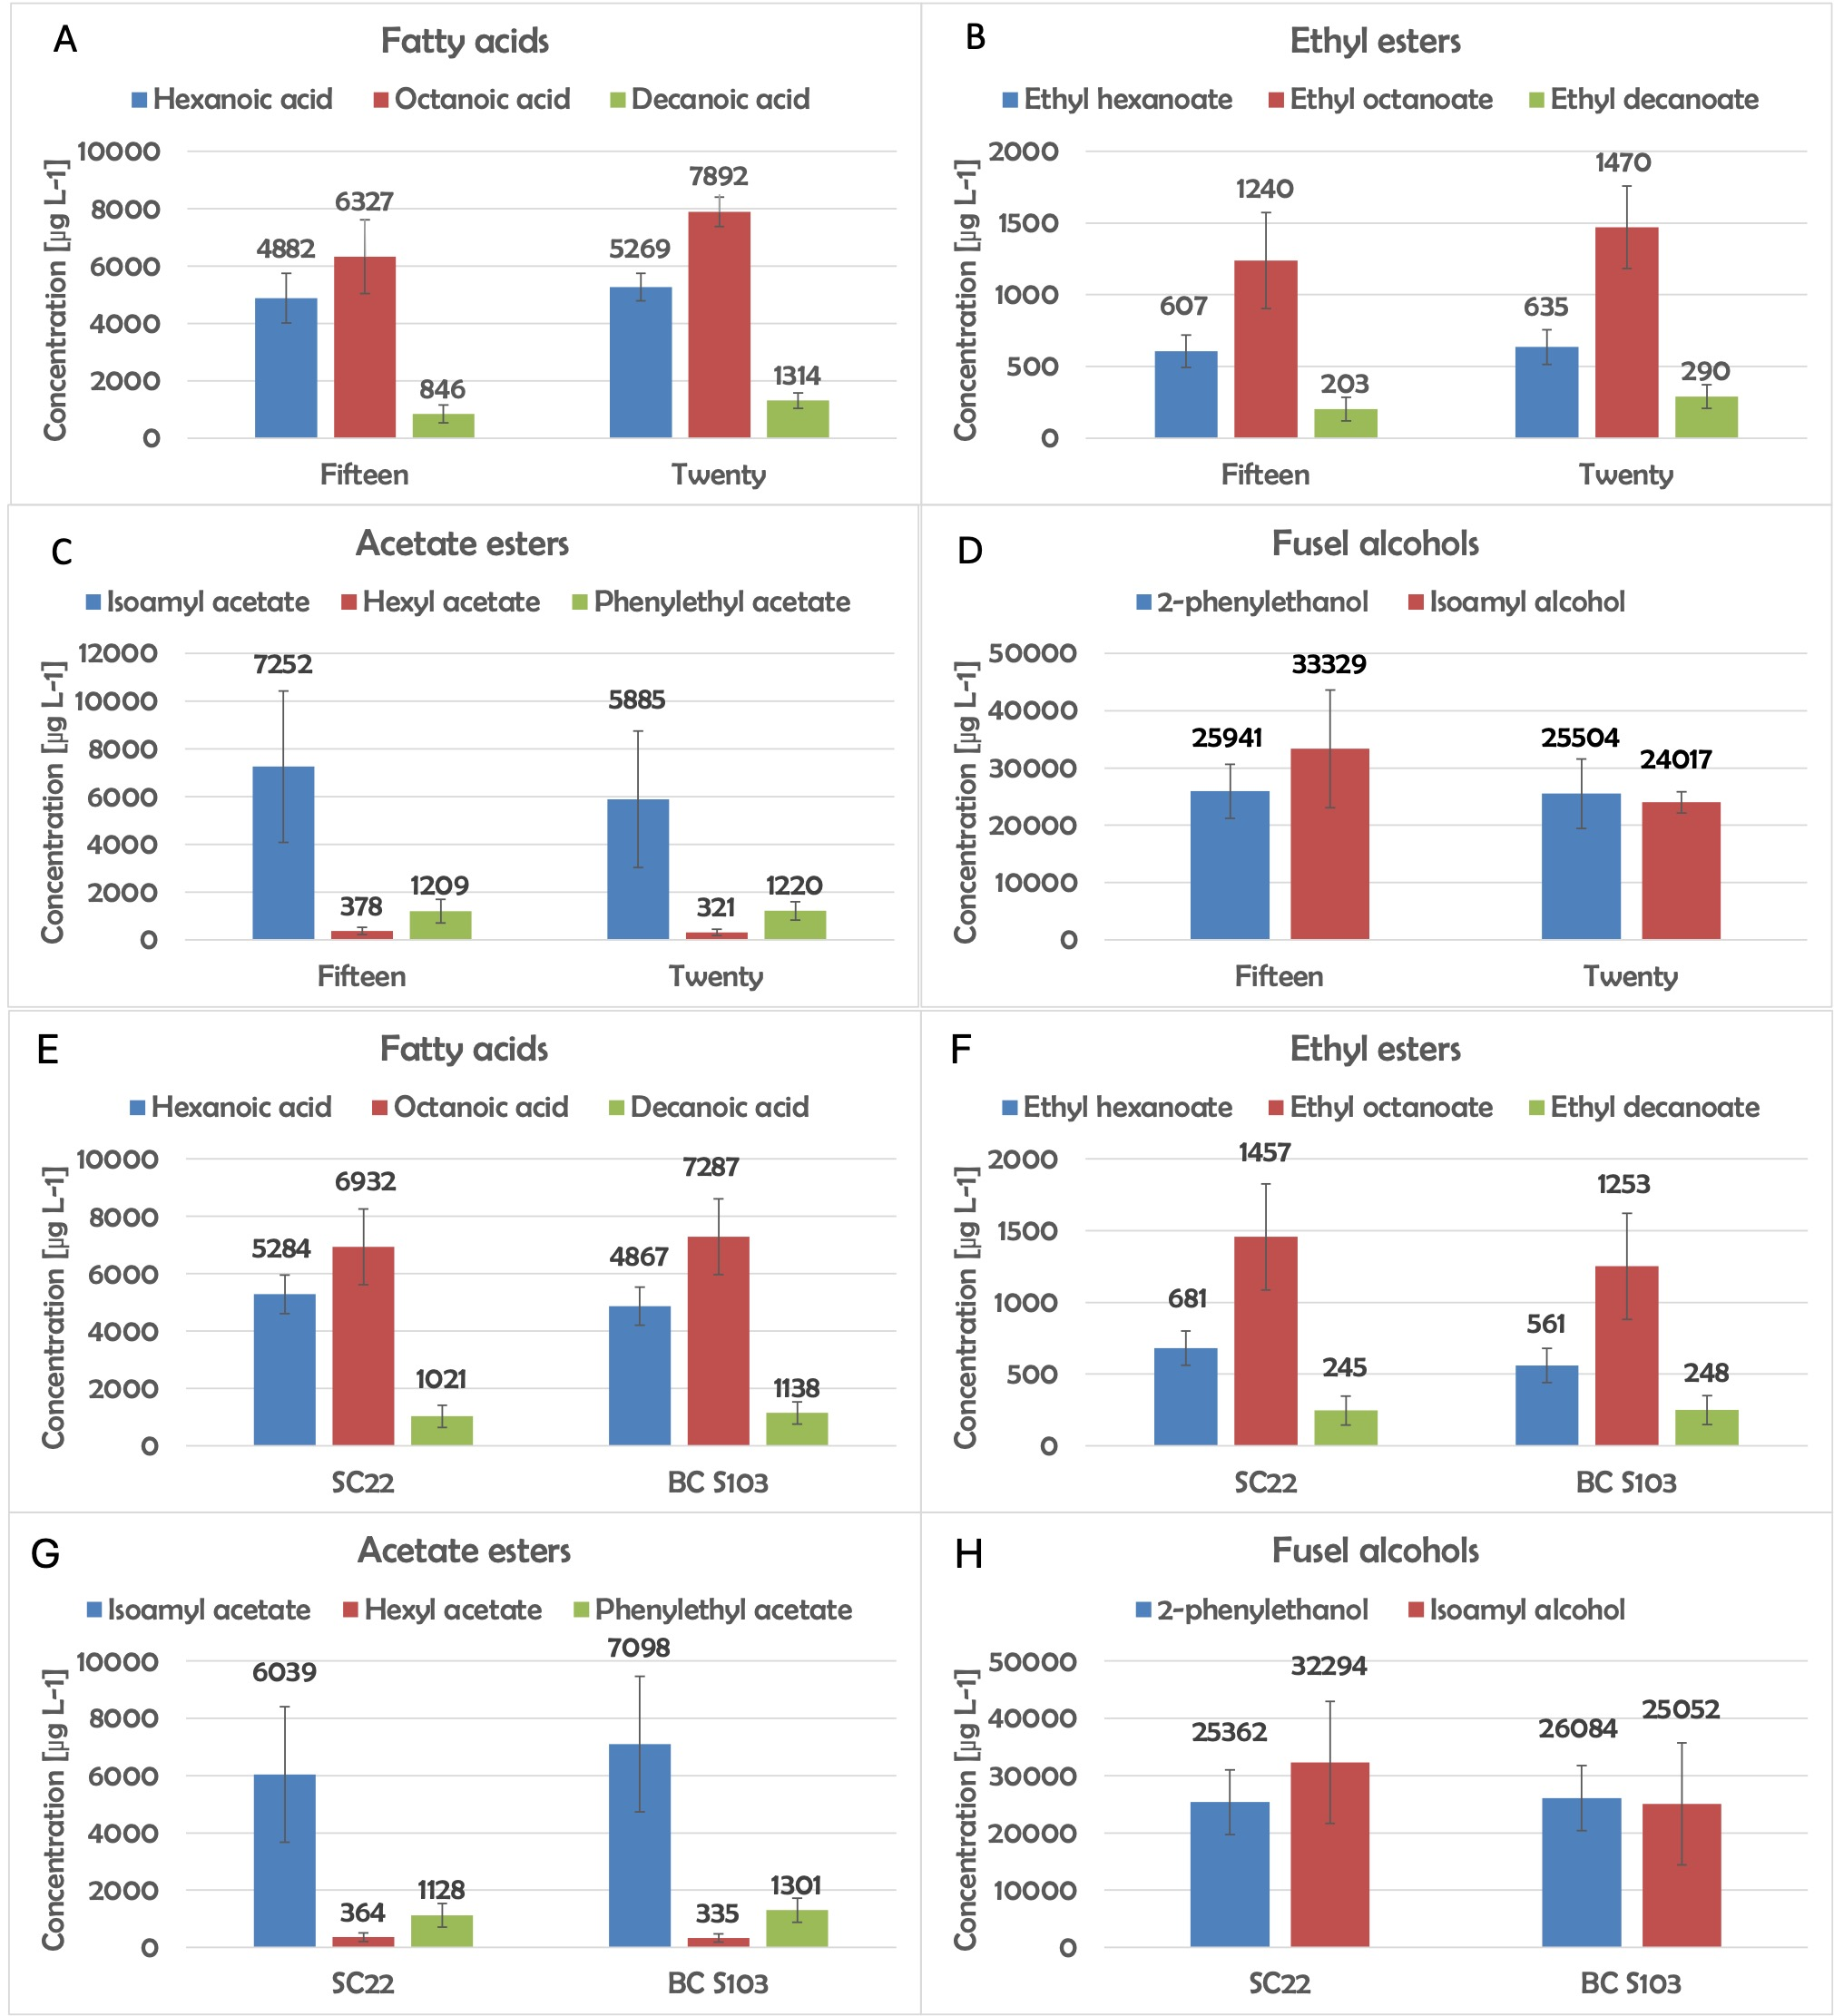 A
Fatty acids
Hexanoic acid Octanoic acid Decanoic acid
Concentration [µg L-1]
10000
8000
6000
4000
2000
0
4882
6327
846
5269
7892
1314
Fifteen Twenty
B
Ethyl esters
Ethyl hexanoate Ethyl octanoate Ethyl decanoate
Concentration [µg L-1]
2000
1500
1000
500
0
607
1240
203
635
1470
290
Fifteen Twenty
C
Acetate esters
Isoamyl acetate Hexyl acetate Phenylethyl acetate
Concentration [µg L-1]
12000
10000
8000
6000
4000
2000
0
7252
378
1209
5885
321
1220
Fifteen Twenty
D
Fusel alcohols
2-phenylethanol Isoamyl alcohol
Concentration [µg L-1]
50000
40000
30000
20000
10000
0
25941
33329
25504
24017
Fifteen Twenty
E
Fatty acids
Hexanoic acid Octanoic acid Decanoic acid
Concentration [µg L-1]
10000
8000
6000
4000
2000
0
5284
6932
1021
4867
7287
1138
SC22 BC S103
F
Ethyl esters
Ethyl hexanoate Ethyl octanoate Ethyl decanoate
Concentration [µg L-1]
2000
1500
1000
500
0
681
1457
245
561
1253
248
SC22 BC S103
G
Acetate esters
Isoamyl acetate Hexyl acetate Phenylethyl acetate
Concentration [µg L-1]
10000
8000
6000
4000
2000
0
6039
364
1128
7098
335
1301
SC22 BC S103
H
Fusel alcohols
2-phenylethanol Isoamyl alcohol
Concentration [µg L-1]
50000
40000
30000
20000
10000
0
25362
32294
26084
25052
SC22 BC S103